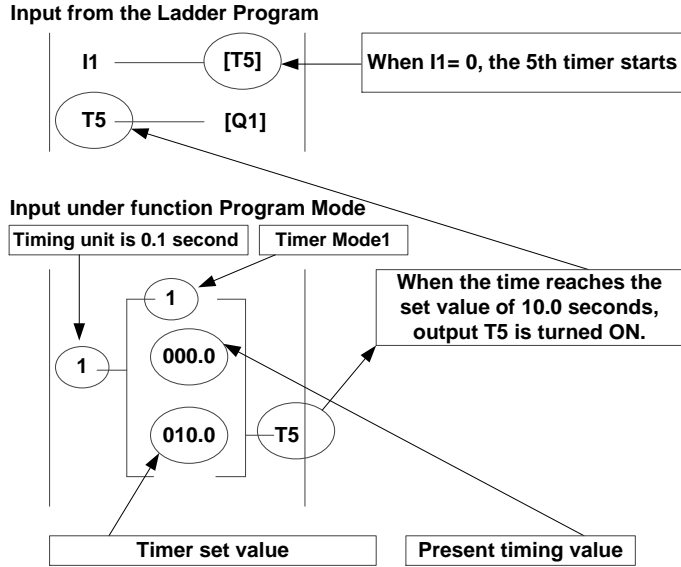 Input from the Ladder Program
I1 [T5]
When I1= 0, the 5th timer starts
T5 [Q1]
Input under function Program Mode
Timing unit is 0.1 second
Timer Mode1
When the time reaches the
set value of 10.0 seconds,
output T5 is turned ON.
1
000.0
1
010.0
T5
Timer set value
Present timing value